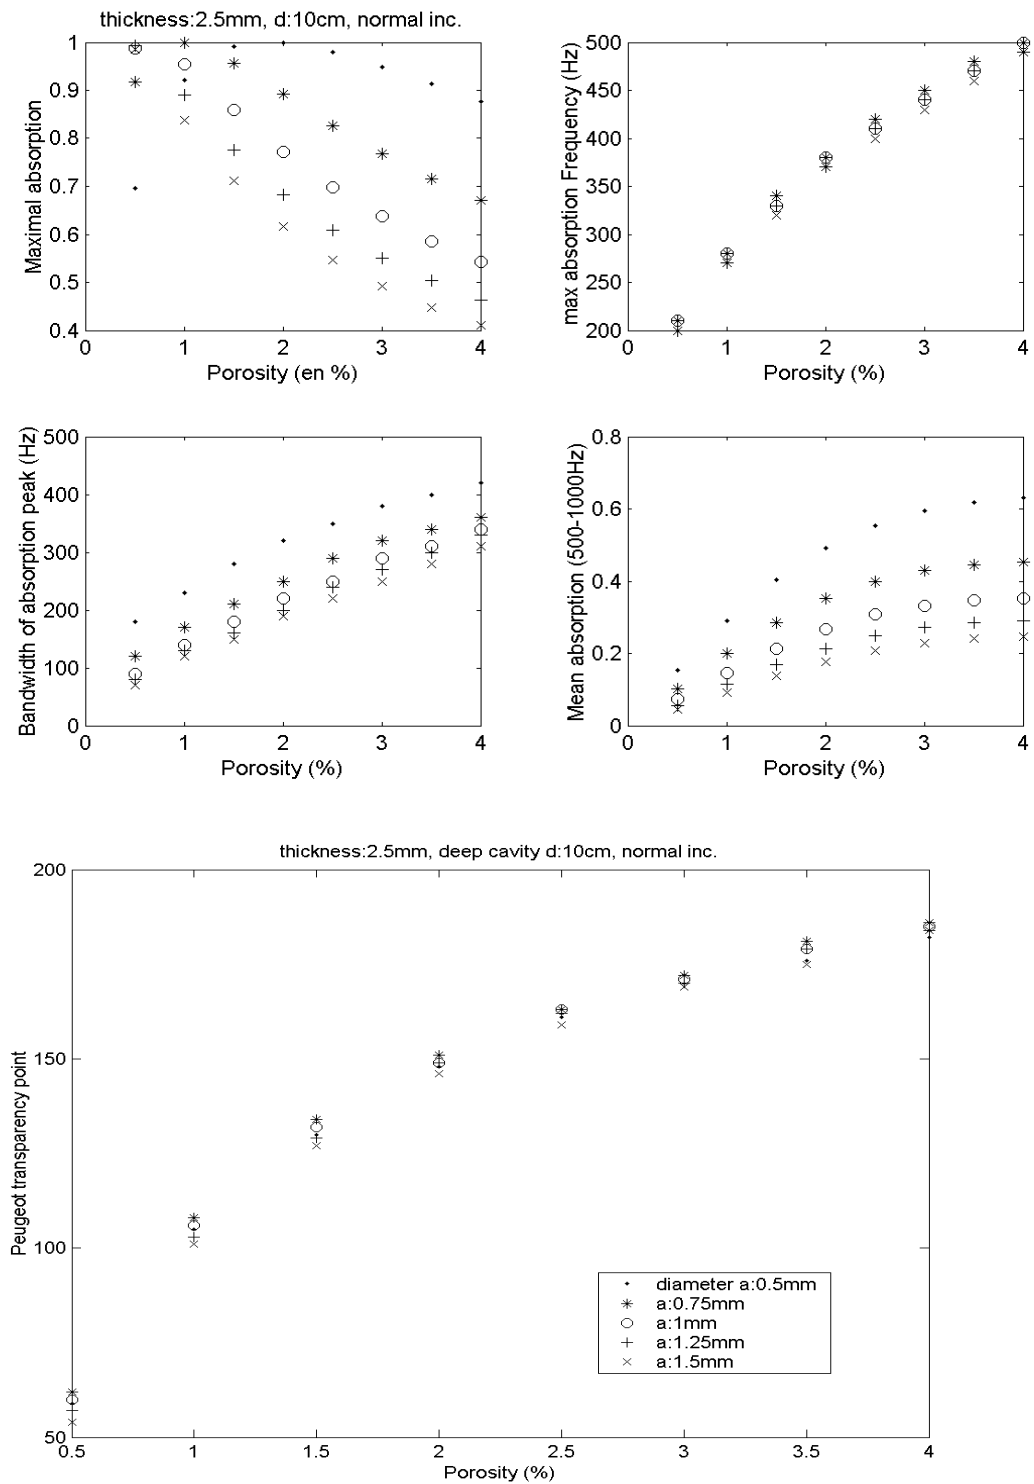 thickness:2.5mm, d:10cm, normal inc.
Maximal absorption
1
0.9
0.8
0.7
0.6
0.5
0.4
0 1 2 3 4
Porosity (en %)
max absorption Frequency (Hz)
500
450
400
350
300
250
200
0 1 2 3 4
Porosity (%)
Bandwidth of absorption peak (Hz)
500
400
300
200
100
0
0 1 2 3 4
Porosity (%)
Mean absorption (500-1000Hz)
0.8
0.6
0.4
0.2
0
0 1 2 3 4
Porosity (%)
thickness:2.5mm, deep cavity d:10cm, normal inc.
Peugeot transparency point
200
150
100
50
0.5 1 1.5 2 2.5 3 3.5 4
Porosity (%)
diameter a:0.5mm
a:0.75mm
a:1mm
a:1.25mm
a:1.5mm